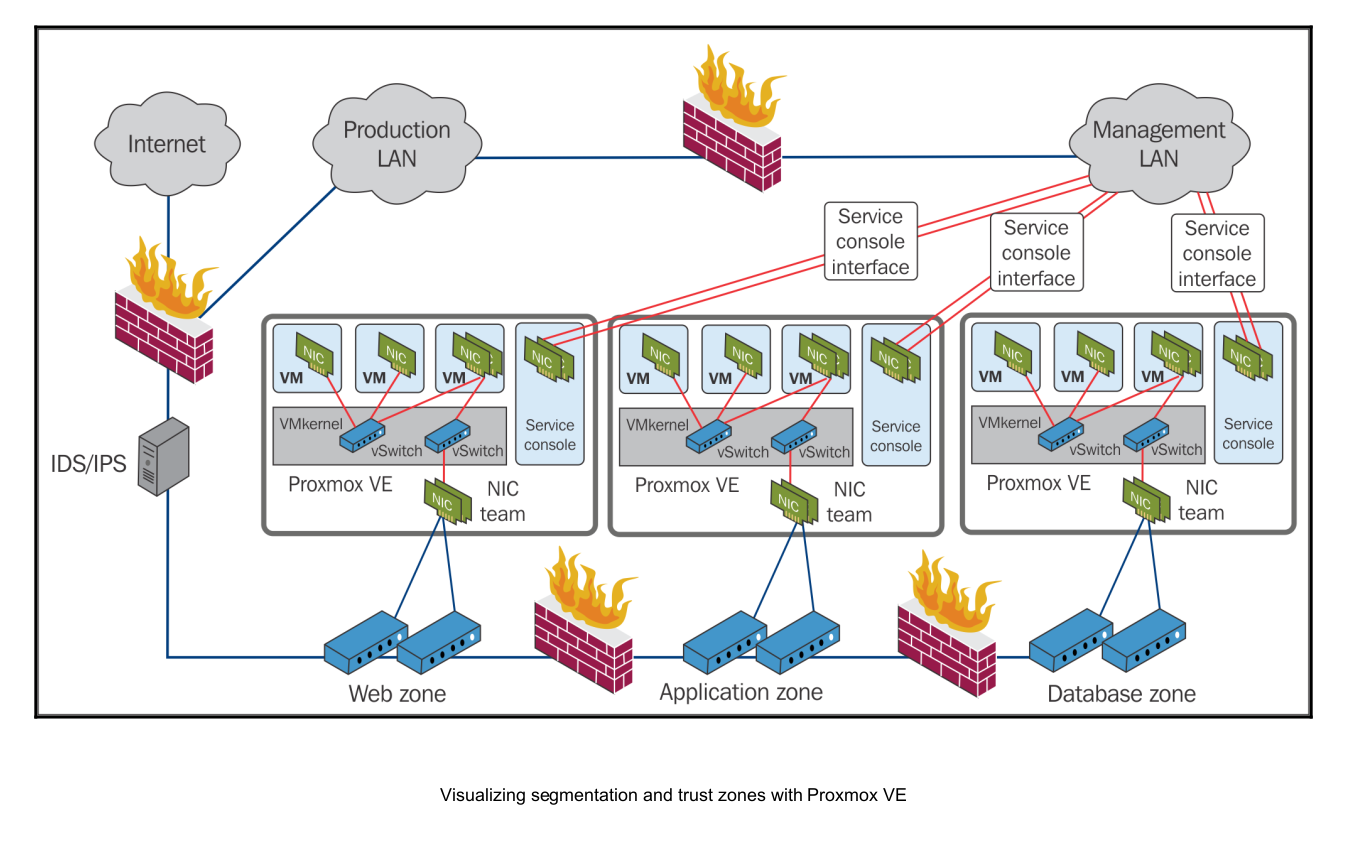 Internet
Production
LAN
Management
LAN
Service
console
interface
Service
console
interface
Service
console
interface
IDS/IPS
NIC
VM
NIC
VM
NIC
VM
NIC
VMkernel
vSwitch
vSwitch
Service
console
Proxmox VE
NIC
NIC
team
NIC
VM
NIC
VM
NIC
VM
NIC
VMkernel
vSwitch
vSwitch
Service
console
Proxmox VE
NIC
NIC
team
NIC
VM
NIC
VM
NIC
VM
NIC
VMkernel
vSwitch
vSwitch
Service
console
Proxmox VE
NIC
NIC
team
Web zone
Application zone
Database zone
Visualizing segmentation and trust zones with Proxmox VE